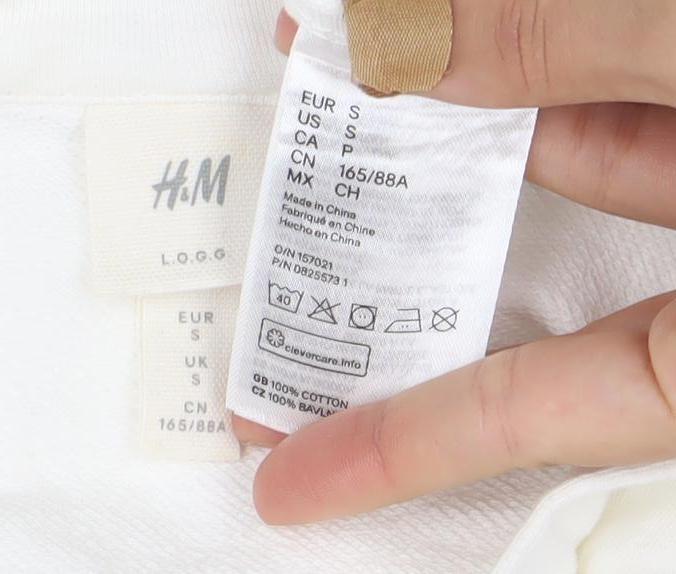 H&M
L.O.G.G
EUR
S
UK
S
CN
165/88A
EUR S
US S
CA P
CN 165/88A
MX CH
Made in China
Fabriqué en Chine
Hecho en China
O/N 157021
P/N 0825573 1
40
clevercare.info
GB 100% COTTON
CZ 100% BAVLN